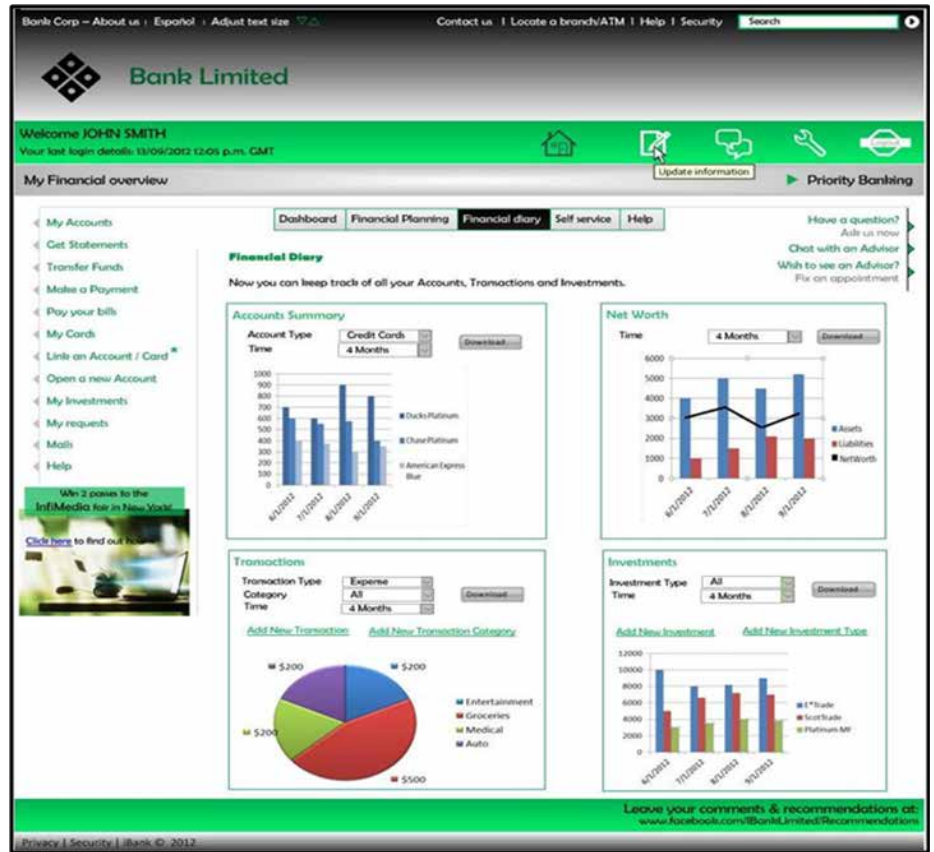 Bank Corp – About us | Español | Adjust text size
Contact us | Locate a branch/ATM | Help | Security
Search
Bank Limited
Welcome JOHN SMITH
Your last login details: 13/09/2012 12:05 p.m. GMT
Logout
Update information
My Financial overview
Priority Banking
My Accounts
Get Statements
Transfer Funds
Make a Payment
Pay your bills
My Cards
Link an Account / Card *
Open a new Account
My Investments
My requests
Mails
Help
Win 2 passes to the
InfiMedia fair in New York!
Click here to find out how
Dashboard Financial Planning Financial diary Self service Help
Have a question?
Ask us now
Chat with an Advisor
Wish to see an Advisor?
Fix an appointment
Financial Diary
Now you can keep track of all your Accounts, Transactions and Investments.
Accounts Summary
Account Type Credit Cards
Time 4 Months
Download
1000
900
800
700
600
500
400
300
200
100
0
6/1/2012 7/1/2012 8/1/2012 9/1/2012
Ducks Platinum
Chase Platinum
American Express
Blue
Net Worth
Time 4 Months Download
6000
5000
4000
3000
2000
1000
0
6/1/2012 7/1/2012 8/1/2012 9/1/2012
Assets
Liabilities
NetWorth
Transactions
Transaction Type Expense
Category All
Time 4 Months
Download
Add New Transaction Add New Transaction Category
$200 $200
$200
$500
Entertainment
Groceries
Medical
Auto
Investments
Investment Type All
Time 4 Months
Download
Add New Investment Add New Investment Type
12000
10000
8000
6000
4000
2000
0
6/1/2012 7/1/2012 8/1/2012 9/1/2012
E*Trade
ScotTrade
Platinum MF
Leave your comments & recommendations at:
www.facebook.com/iBankLimited/Recommendations
Privacy | Security | iBank © 2012